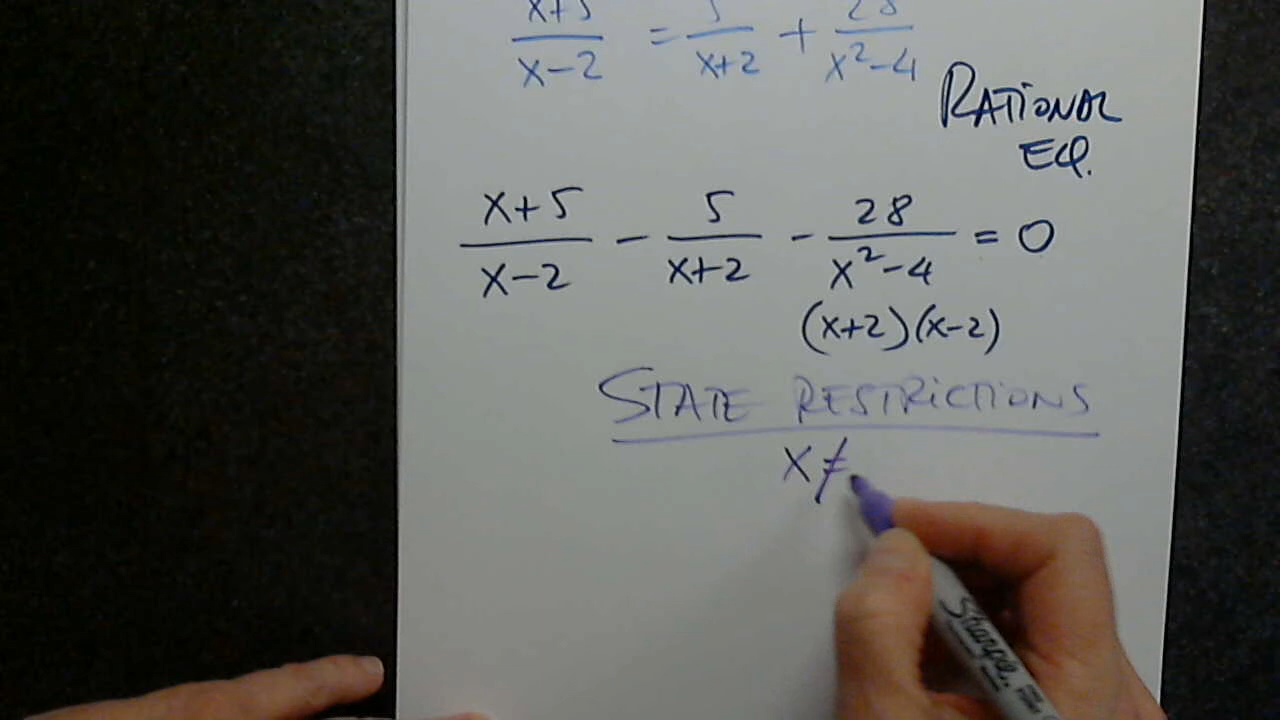 x+5/x-2 = 5/x+2 + 28/x²-4
RATIONAL
EQ.
x+5/x-2 - 5/x+2 - 28/x²-4 = 0
(x+2)(x-2)
STATE RESTRICTIONS
x≠
Sharpie